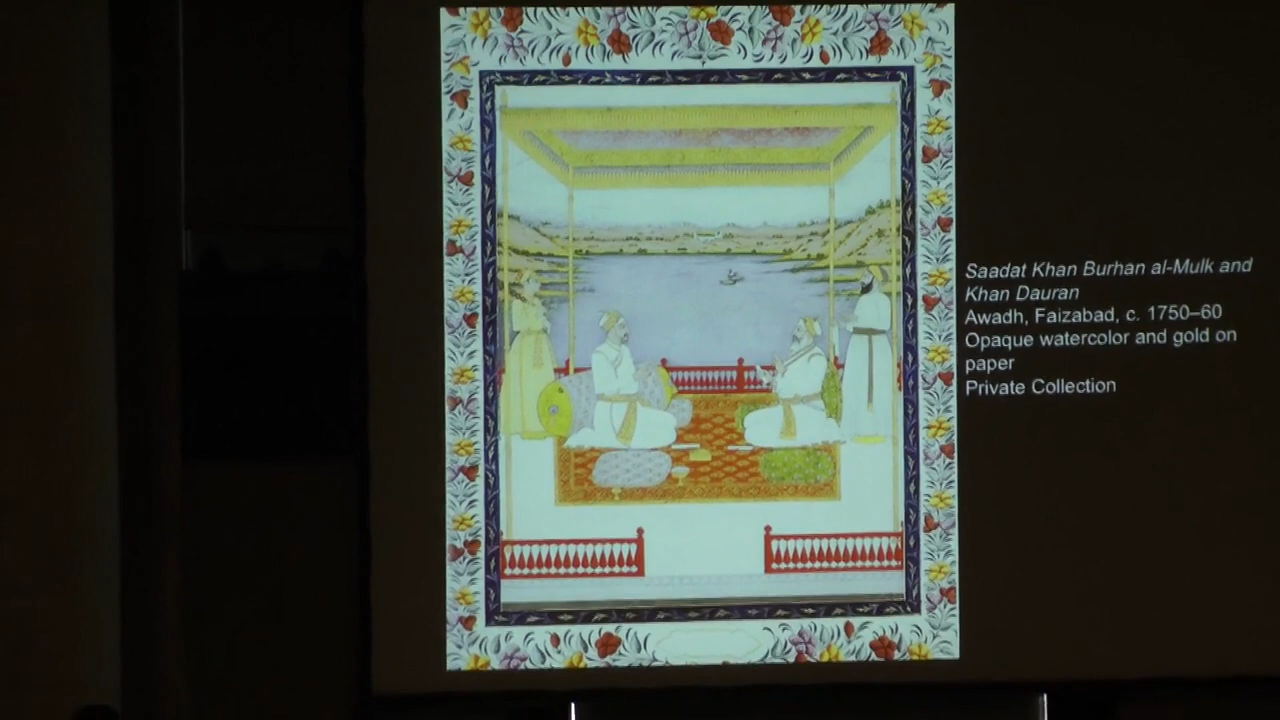 Saadat Khan Burhan al-Mulk and
Khan Dauran
Awadh, Faizabad, c. 1750–60
Opaque watercolor and gold on
paper
Private Collection